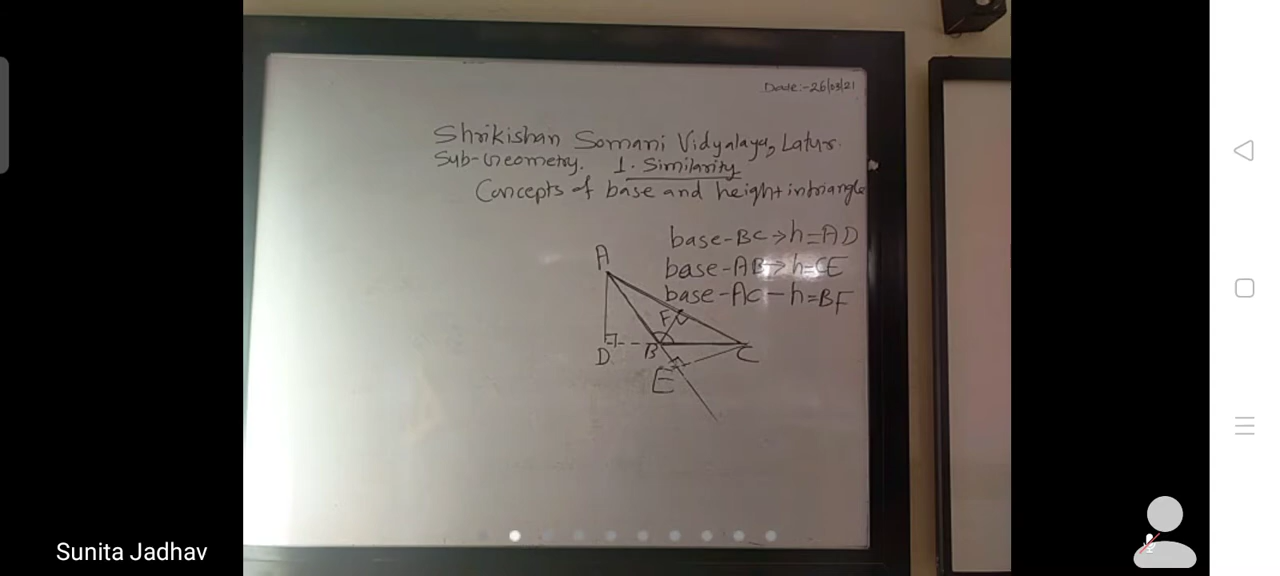 Date:-26/03/21
Shrikishan Somani Vidyalaya, Latur.
Sub-Geometry. 1. Similarity
Concepts of base and height in triangle
base-BC→h=AD
base-AB→h=CE
base-AC-h=BF
A
F
D
B
C
E
Sunita Jadhav